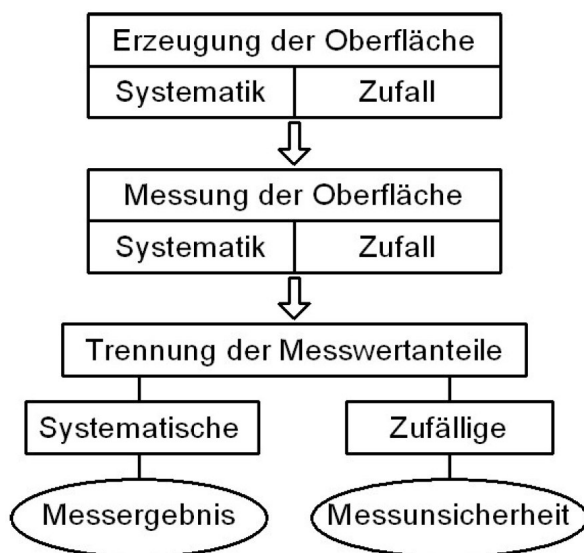 Erzeugung der Oberfläche
Systematik Zufall
Messung der Oberfläche
Systematik Zufall
Trennung der Messwertanteile
Systematische Zufällige
Messergebnis Messunsicherheit